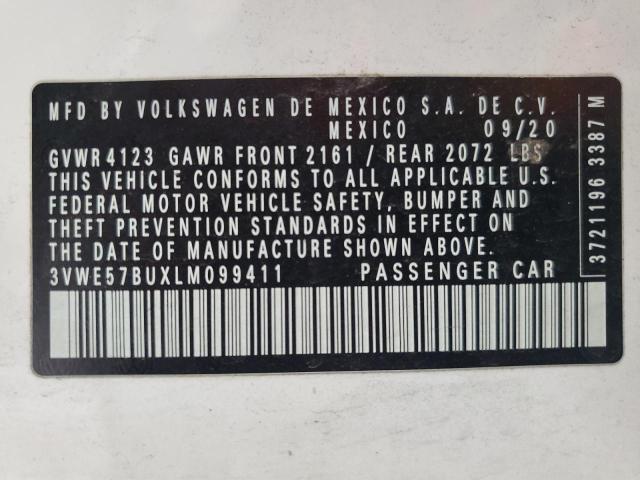 MFD BY VOLKSWAGEN DE MEXICO S.A. DE C.V.
MEXICO 09/20
GVWR 4123 GAWR FRONT 2161 / REAR 2072 LBS
THIS VEHICLE CONFORMS TO ALL APPLICABLE U.S.
FEDERAL MOTOR VEHICLE SAFETY, BUMPER AND
THEFT PREVENTION STANDARDS IN EFFECT ON
THE DATE OF MANUFACTURE SHOWN ABOVE.
3VWE57BUXLM099411 PASSENGER CAR
37211196 3387 M